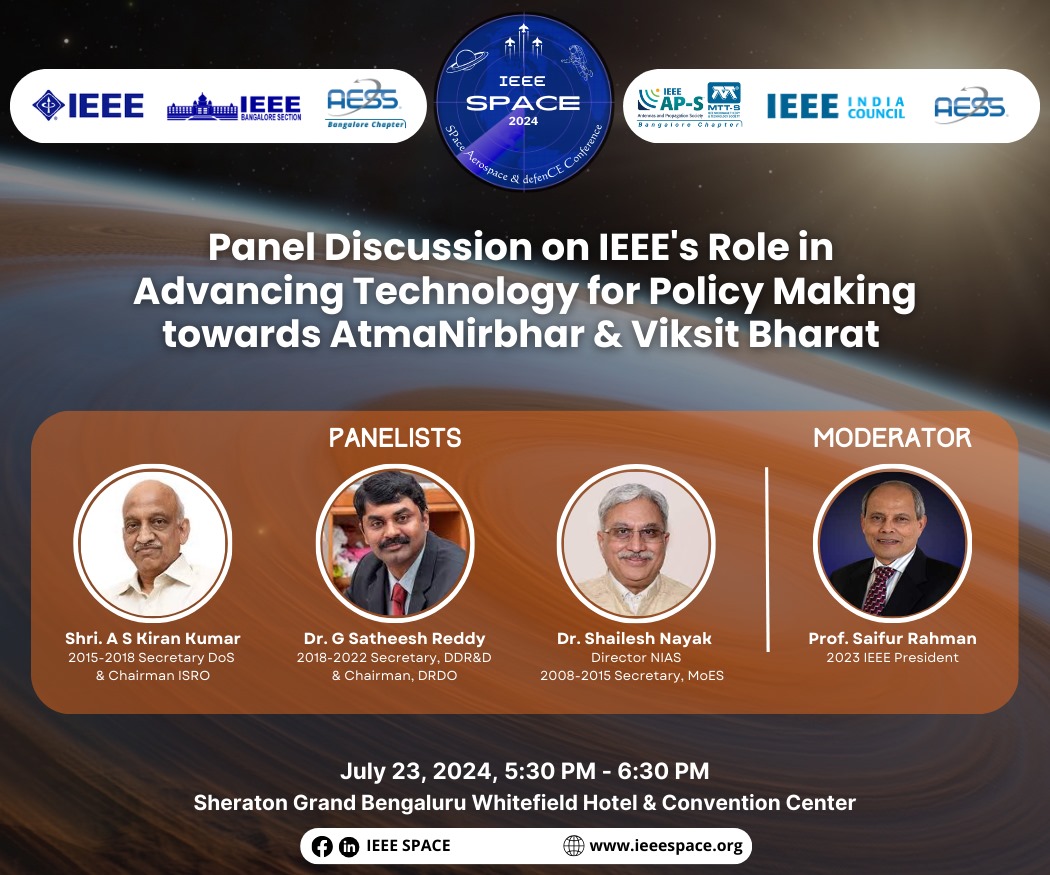 IEEE
IEEE
BANGALORE SECTION
AESS
Bangalore Chapter
IEEE
SPACE
2024
SPace Aerospace & defenCE Conference
IEEE
AP-S
MTT-S
Bangalore Chapter
IEEE
INDIA
COUNCIL
AESS
Panel Discussion on IEEE's Role in
Advancing Technology for Policy Making
towards AtmaNirbhar & Viksit Bharat
PANELISTS
MODERATOR
Shri. A S Kiran Kumar
2015-2018 Secretary DoS
& Chairman ISRO
Dr. G Satheesh Reddy
2018-2022 Secretary, DDR&D
& Chairman, DRDO
Dr. Shailesh Nayak
Director NIAS
2008-2015 Secretary, MoES
Prof. Saifur Rahman
2023 IEEE President
July 23, 2024, 5:30 PM - 6:30 PM
Sheraton Grand Bengaluru Whitefield Hotel & Convention Center
IEEE SPACE
www.ieeespace.org